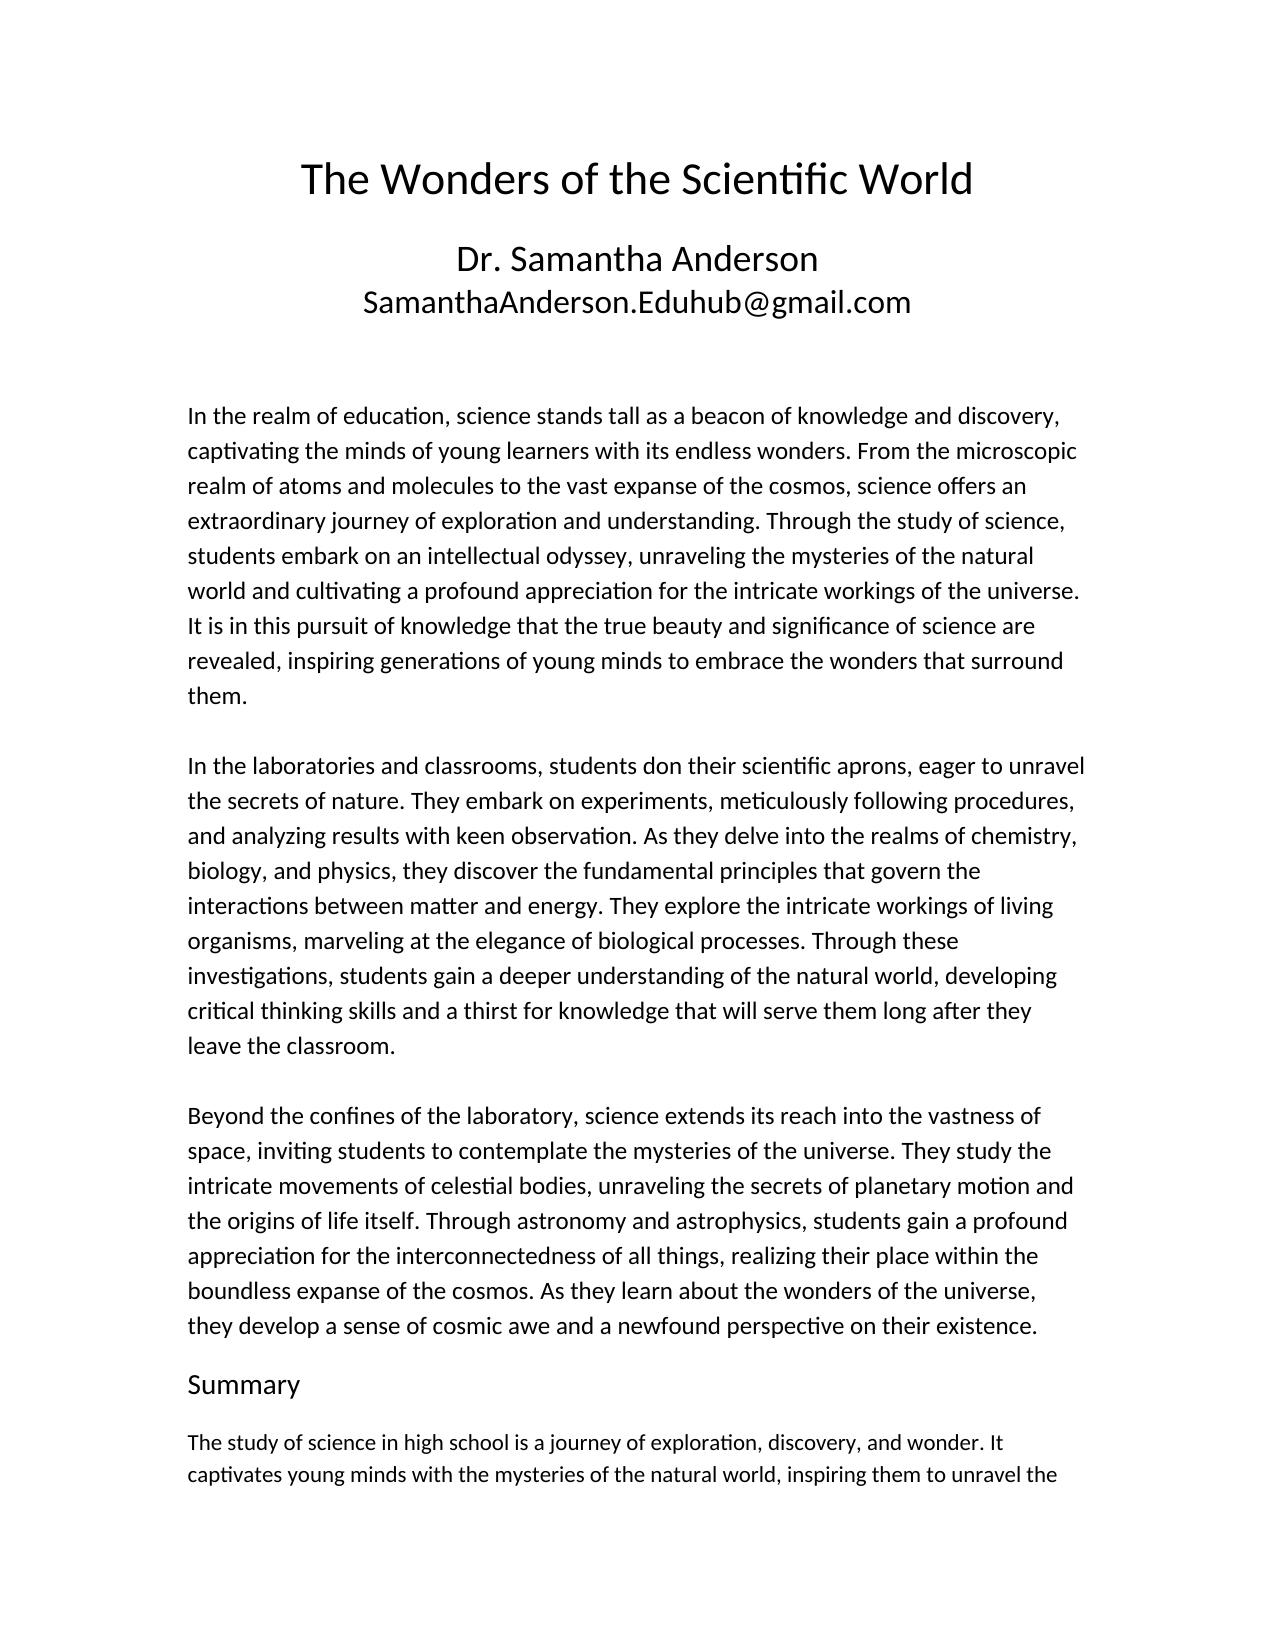 The Wonders of the Scientific World
Dr. Samantha Anderson
SamanthaAnderson.Eduhub@gmail.com
In the realm of education, science stands tall as a beacon of knowledge and discovery,
captivating the minds of young learners with its endless wonders. From the microscopic
realm of atoms and molecules to the vast expanse of the cosmos, science offers an
extraordinary journey of exploration and understanding. Through the study of science,
students embark on an intellectual odyssey, unraveling the mysteries of the natural
world and cultivating a profound appreciation for the intricate workings of the universe.
It is in this pursuit of knowledge that the true beauty and significance of science are
revealed, inspiring generations of young minds to embrace the wonders that surround
them.
In the laboratories and classrooms, students don their scientific aprons, eager to unravel
the secrets of nature. They embark on experiments, meticulously following procedures,
and analyzing results with keen observation. As they delve into the realms of chemistry,
biology, and physics, they discover the fundamental principles that govern the
interactions between matter and energy. They explore the intricate workings of living
organisms, marveling at the elegance of biological processes. Through these
investigations, students gain a deeper understanding of the natural world, developing
critical thinking skills and a thirst for knowledge that will serve them long after they
leave the classroom.
Beyond the confines of the laboratory, science extends its reach into the vastness of
space, inviting students to contemplate the mysteries of the universe. They study the
intricate movements of celestial bodies, unraveling the secrets of planetary motion and
the origins of life itself. Through astronomy and astrophysics, students gain a profound
appreciation for the interconnectedness of all things, realizing their place within the
boundless expanse of the cosmos. As they learn about the wonders of the universe,
they develop a sense of cosmic awe and a newfound perspective on their existence.
Summary
The study of science in high school is a journey of exploration, discovery, and wonder. It
captivates young minds with the mysteries of the natural world, inspiring them to unravel the